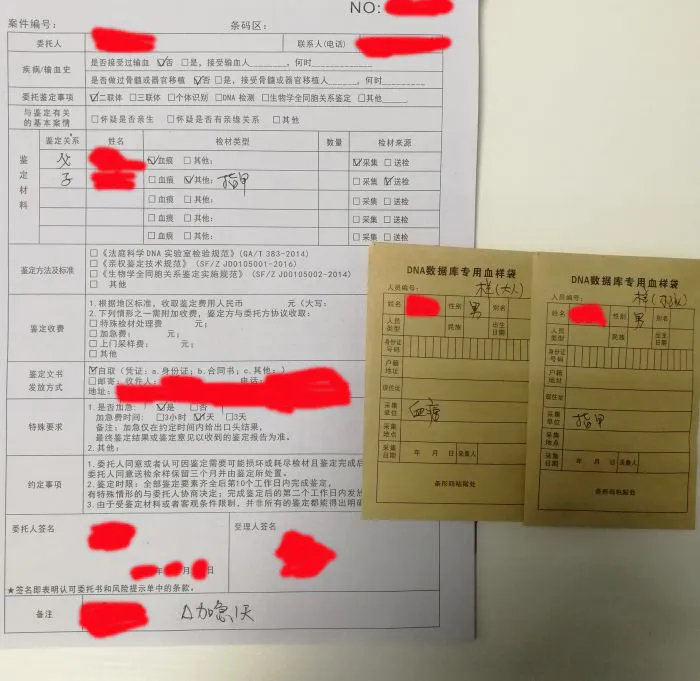 NO:
案件编号： 条码区：
委托人 联系人(电话)
疾病/输血史 是否接受过输血 ☑否 □是，接受输血人______，何时______
是否做过骨髓或器官移植 ☑否 □是，接受骨髓或器官移植人______，何时______
委托鉴定事项 ☑二联体 □三联体 □个体识别 □DNA 检测 □生物学全同胞关系鉴定 □其他____
与鉴定有关的基本案情 □怀疑是否亲生 □怀疑是否有亲缘关系 □其他
鉴定材料 鉴定关系 姓名 检材类型 数量 检材来源
父 ☑血痕 □其他： ☑采集 □送检
子 □血痕 ☑其他：指甲 □采集 ☑送检
□血痕 □其他： □采集 □送检
□血痕 □其他： □采集 □送检
□血痕 □其他： □采集 □送检
鉴定方法及标准
□《法庭科学DNA 实验室检验规范》(GA/T 383-2014)
□《亲权鉴定技术规范》(SF/Z JD0105001-2016)
□《生物学全同胞关系鉴定实施规范》(SF/Z JD0105002-2014)
□ 其他
鉴定收费
1.根据地区标准，收取鉴定费用人民币 元（大写：
2.下列情形之一需附加收费，鉴定方与委托方协议收取：
□特殊检材处理费 元；
□加急费： 元；
□上门采样费： 元；
□其他
鉴定文书发放方式
☑自取（凭证：a.身份证；b.合同书；c.其他：）
□邮寄：收件人： 电话：
地址：
特殊要求
1.是否加急： ☑是 □否
加急费时间： □3小时 ☑1天 □3天
备注：加急仅在约定时间内给出口头结果，
最终鉴定结果或鉴定意见以收到的鉴定报告为准。
2.其他：
约定事项
1.委托人同意或者认可因鉴定需要可能损坏或耗尽检材且鉴定完成后
委托人同意送检余样保留三个月由鉴定所处置。
2.鉴定时限：全部鉴定要素齐全后第10个工作日内完成鉴定，
有特殊情形的与委托人协商决定；完成鉴定后的第二个工作日内发放
3.由于受鉴定材料或者客观条件限制，并非所有的鉴定都能得出明确
委托人签名 受理人签名
年 月 日
★签名即表明认可委托书和风险提示单中的条款。
备注 △加急1天
DNA数据库专用血样袋
人员编号： (大人)
姓名 性别 男 别名
人员类型 民族 出生日期
身份证号码
户籍地址
现住址
采集单位 血痕
采集地点
采集日期 年 月 日 采集人
条形码粘贴处
DNA数据库专用血样袋
人员编号：
姓名 性别 男 别名
人员类型 民族 出生日期
身份证号码
户籍地址
现住址
采集单位 指甲
采集地点
采集日期 年 月 日 采集人
条形码粘贴处